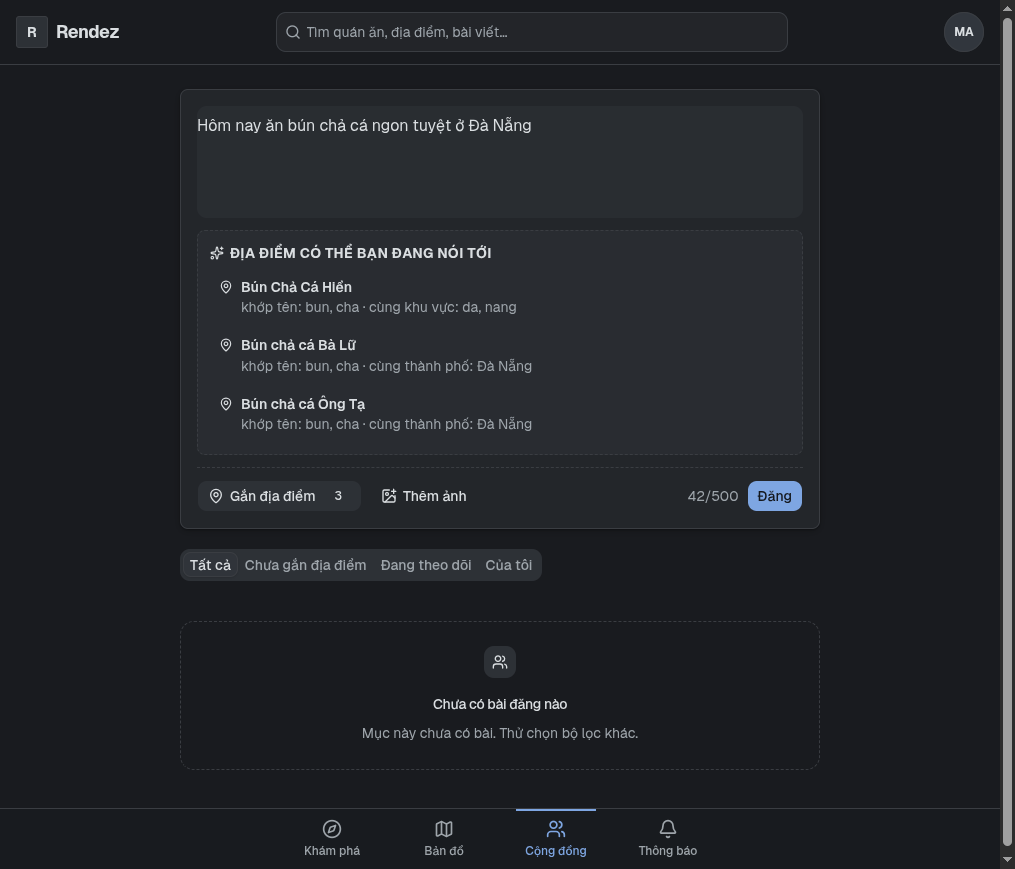 R Rendez
Tìm quán ăn, địa điểm, bài viết…
MA
Hôm nay ăn bún chả cá ngon tuyệt ở Đà Nẵng
ĐỊA ĐIỂM CÓ THỂ BẠN ĐANG NÓI TỚI
Bún Chả Cá Hiền
khớp tên: bun, cha · cùng khu vực: da, nang
Bún chả cá Bà Lữ
khớp tên: bun, cha · cùng thành phố: Đà Nẵng
Bún chả cá Ông Tạ
khớp tên: bun, cha · cùng thành phố: Đà Nẵng
Gắn địa điểm 3 Thêm ảnh 42/500 Đăng
Tất cả Chưa gắn địa điểm Đang theo dõi Của tôi
Chưa có bài đăng nào
Mục này chưa có bài. Thử chọn bộ lọc khác.
Khám phá Bản đồ Cộng đồng Thông báo